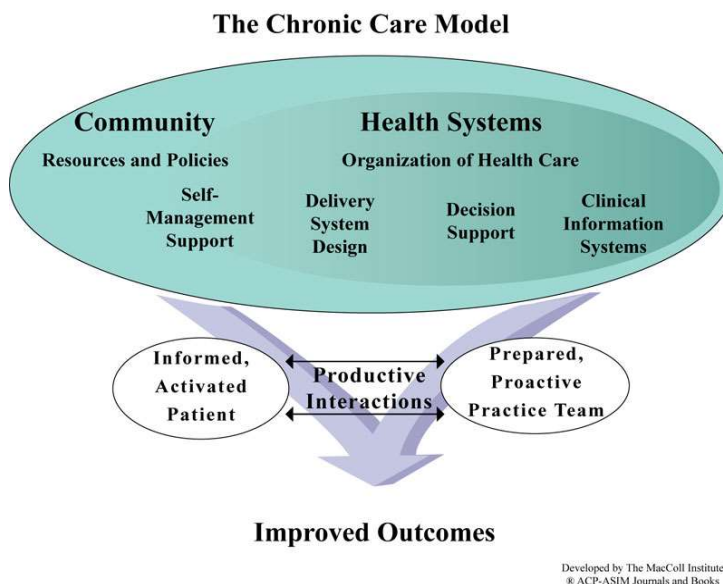 The Chronic Care Model
Community
Resources and Policies
Health Systems
Organization of Health Care
Self-
Management
Support
Delivery
System
Design
Decision
Support
Clinical
Information
Systems
Informed,
Activated
Patient
Productive
Interactions
Prepared,
Proactive
Practice Team
Improved Outcomes
Developed by The MacColl Institute
® ACP-ASIM Journals and Books